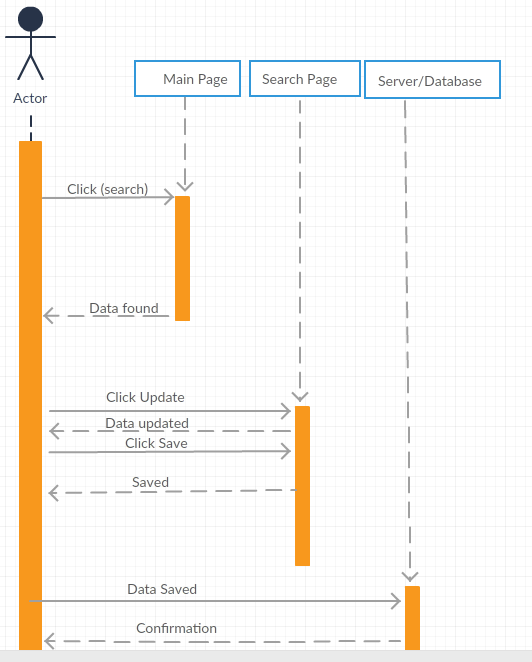 Actor
Main Page
Search Page
Server/Database
Click (search)
Data found
Click Update
Data updated
Click Save
Saved
Data Saved
Confirmation